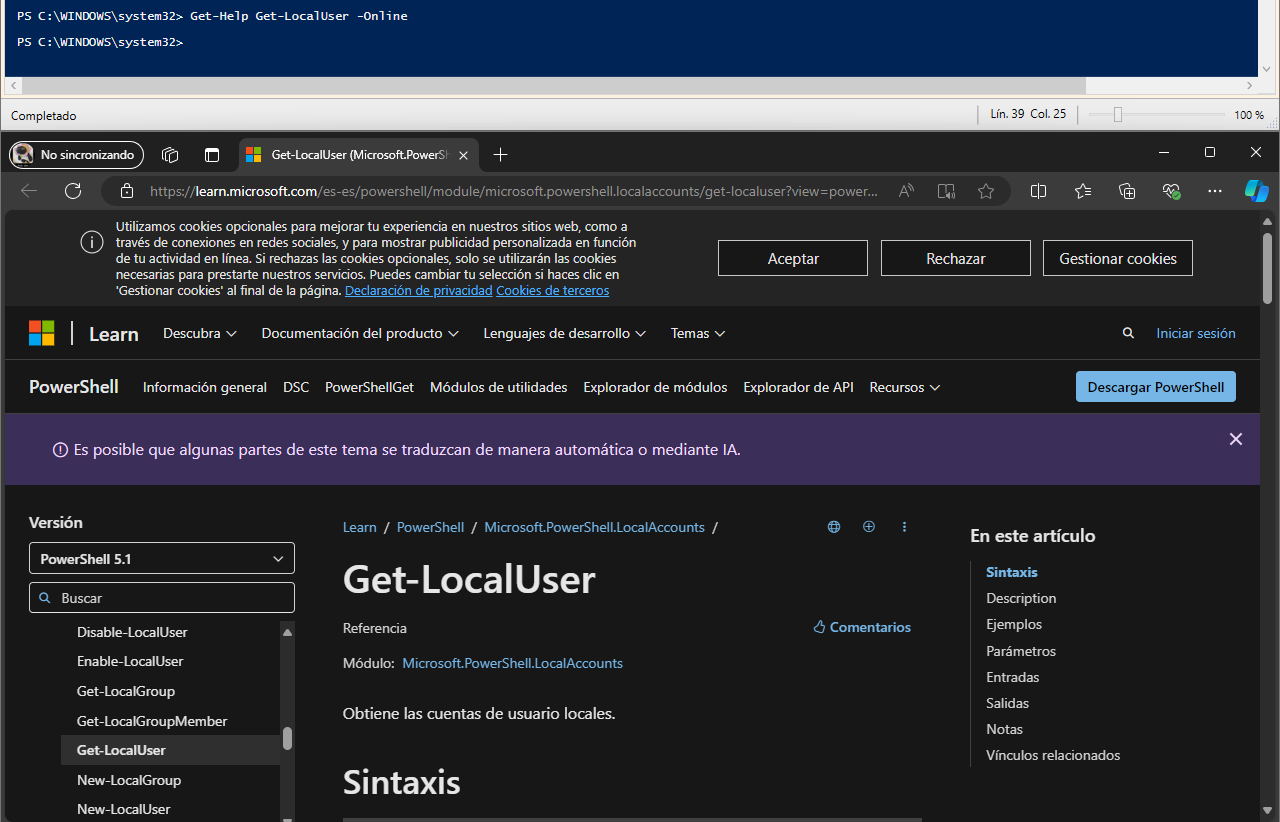 PS C:\WINDOWS\system32> Get-Help Get-LocalUser -Online
PS C:\WINDOWS\system32>
Completado
Lín. 39 Col. 25
100 %
No sincronizando
Get-LocalUser (Microsoft.PowerSh
https://learn.microsoft.com/es-es/powershell/module/microsoft.powershell.localaccounts/get-localuser?view=power...
Utilizamos cookies opcionales para mejorar tu experiencia en nuestros sitios web, como a
través de conexiones en redes sociales, y para mostrar publicidad personalizada en función
de tu actividad en línea. Si rechazas las cookies opcionales, solo se utilizarán las cookies
necesarias para prestarte nuestros servicios. Puedes cambiar tu selección si haces clic en
'Gestionar cookies' al final de la página. Declaración de privacidad Cookies de terceros
Aceptar
Rechazar
Gestionar cookies
Learn
Descubra
Documentación del producto
Lenguajes de desarrollo
Temas
Iniciar sesión
PowerShell
Información general
DSC
PowerShellGet
Módulos de utilidades
Explorador de módulos
Explorador de API
Recursos
Descargar PowerShell
Es posible que algunas partes de este tema se traduzcan de manera automática o mediante IA.
Versión
PowerShell 5.1
Buscar
Disable-LocalUser
Enable-LocalUser
Get-LocalGroup
Get-LocalGroupMember
Get-LocalUser
New-LocalGroup
New-LocalUser
Learn / PowerShell / Microsoft.PowerShell.LocalAccounts /
Get-LocalUser
Referencia
Comentarios
Módulo: Microsoft.PowerShell.LocalAccounts
Obtiene las cuentas de usuario locales.
Sintaxis
En este artículo
Sintaxis
Description
Ejemplos
Parámetros
Entradas
Salidas
Notas
Vínculos relacionados